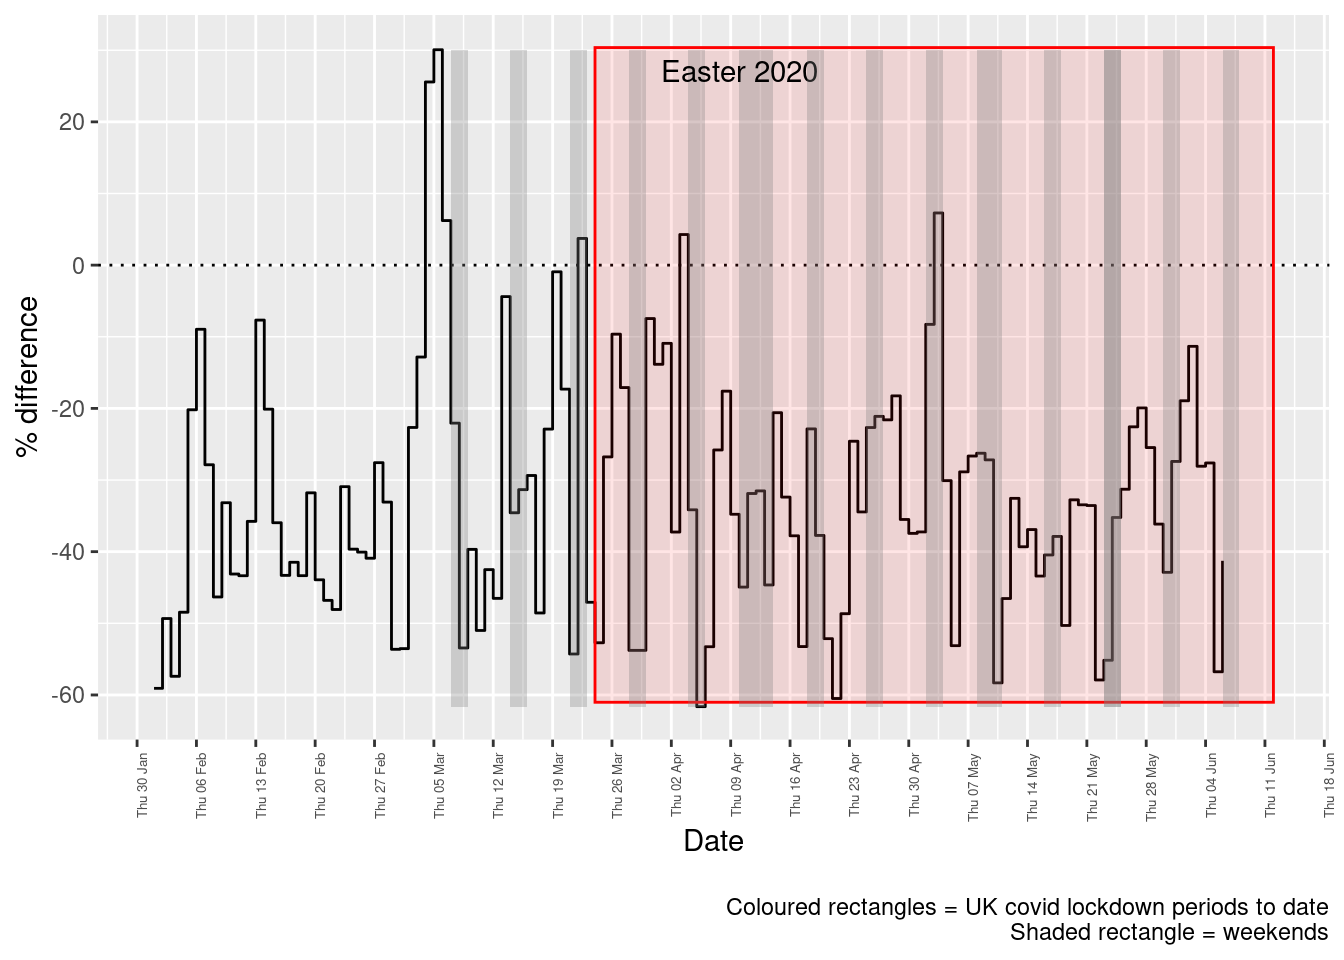 Easter 2020
20
0
-20
-40
-60
% difference
Thu 30 Jan
Thu 06 Feb
Thu 13 Feb
Thu 20 Feb
Thu 27 Feb
Thu 05 Mar
Thu 12 Mar
Thu 19 Mar
Thu 26 Mar
Thu 02 Apr
Thu 09 Apr
Thu 16 Apr
Thu 23 Apr
Thu 30 Apr
Thu 07 May
Thu 14 May
Thu 21 May
Thu 28 May
Thu 04 Jun
Thu 11 Jun
Thu 18 Jun
Date
Coloured rectangles = UK covid lockdown periods to date
Shaded rectangle = weekends